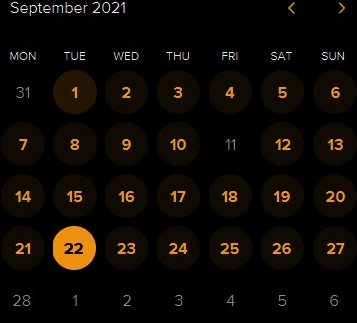 September 2021
MON TUE WED THU FRI SAT SUN
31 1 2 3 4 5 6
7 8 9 10 11 12 13
14 15 16 17 18 19 20
21 22 23 24 25 26 27
28 1 2 3 4 5 6